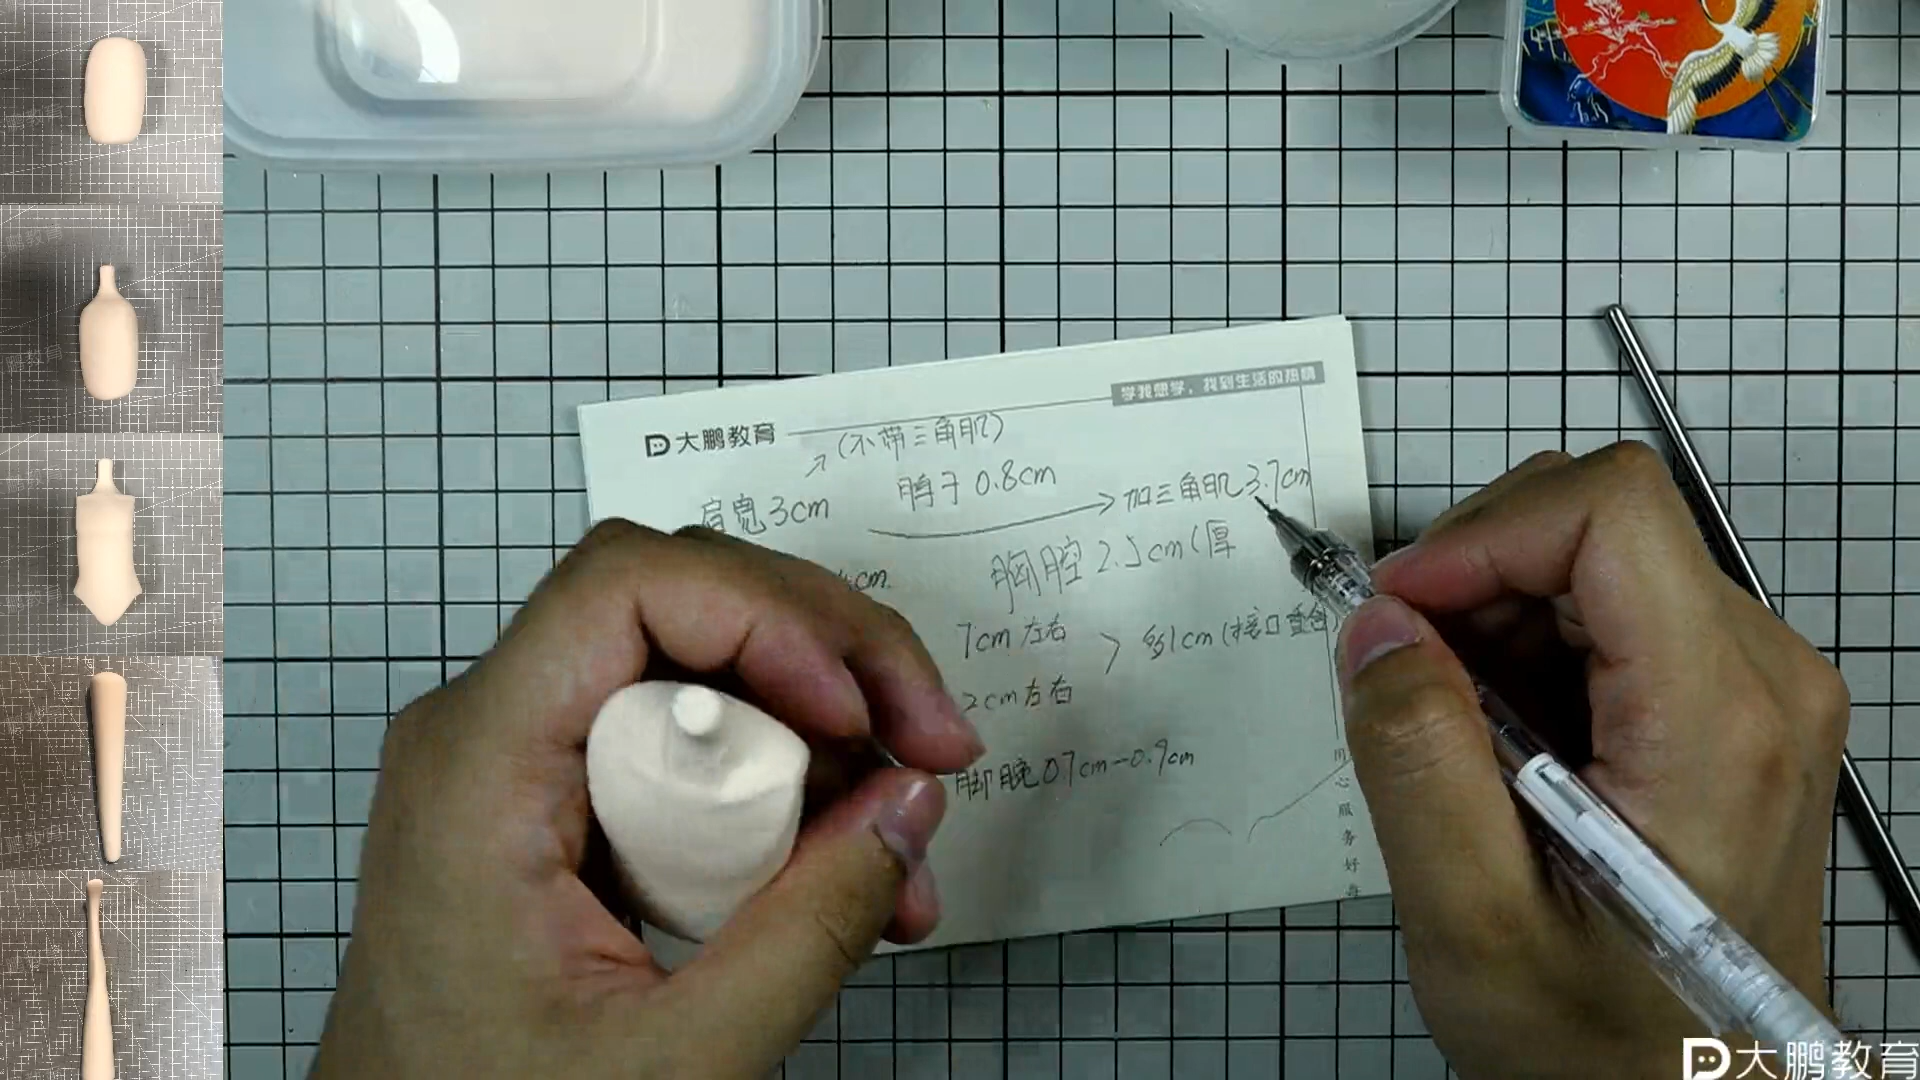 大鹏教育
学我想学，找到生活的热情
(不带三角肌)
肩宽3cm
脖子0.8cm
加三角肌3.7cm
胸腔2.5cm(厚
cm
7cm左右
多1cm(接口重合)
2cm左右
脚腕0.7cm-0.9cm
用心服务好每
大鹏教育